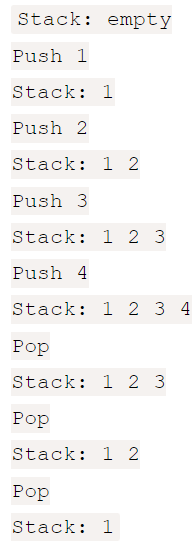 Stack: empty
Push 1
Stack: 1
Push 2
Stack: 1 2
Push 3
Stack: 1 2 3
Push 4
Stack: 1 2 3 4
Pop
Stack: 1 2 3
Pop
Stack: 1 2
Pop
Stack: 1